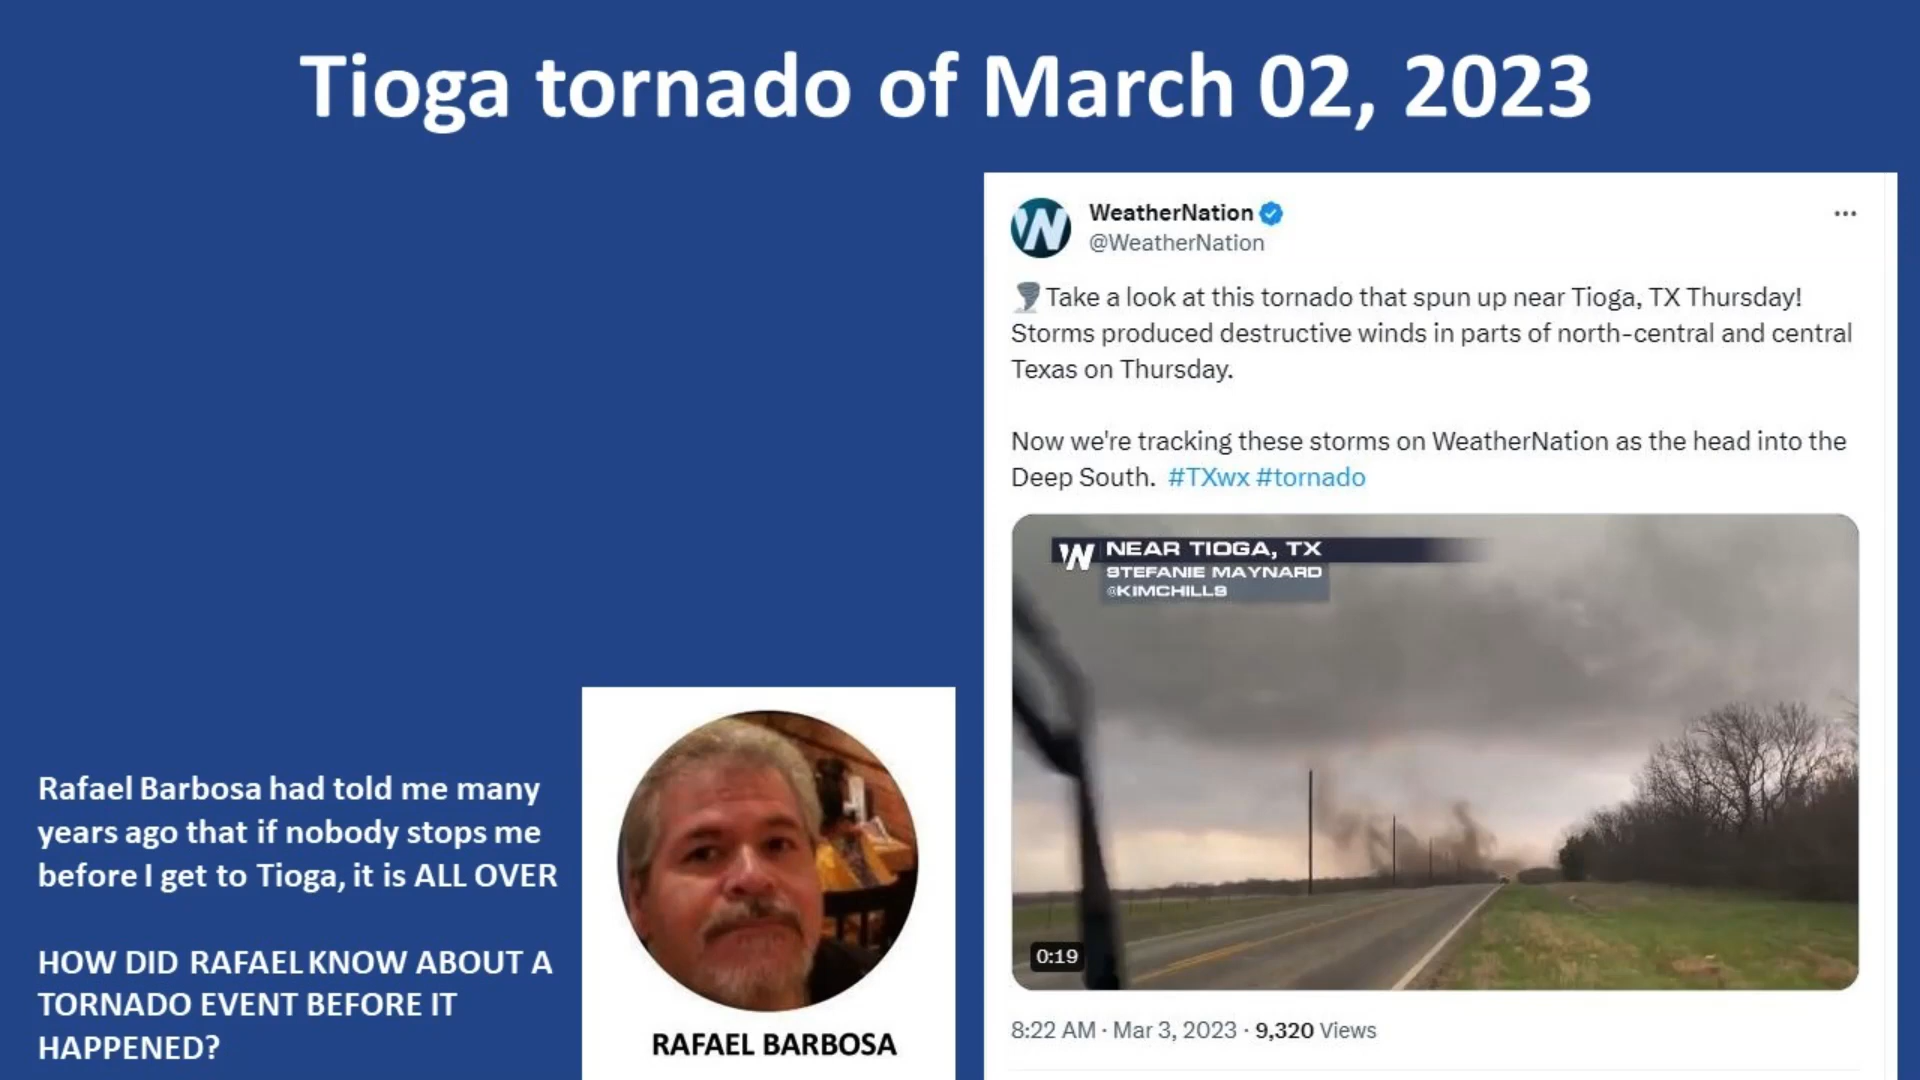 Tioga tornado of March 02, 2023
WeatherNation
@WeatherNation
Take a look at this tornado that spun up near Tioga, TX Thursday!
Storms produced destructive winds in parts of north-central and central
Texas on Thursday.
Now we're tracking these storms on WeatherNation as the head into the
Deep South. #TXwx #tornado
W NEAR TIOGA, TX
STEFANIE MAYNARD
@KIMCHILL9
0:19
8:22 AM · Mar 3, 2023 · 9,320 Views
Rafael Barbosa had told me many
years ago that if nobody stops me
before I get to Tioga, it is ALL OVER
HOW DID RAFAEL KNOW ABOUT A
TORNADO EVENT BEFORE IT
HAPPENED?
RAFAEL BARBOSA